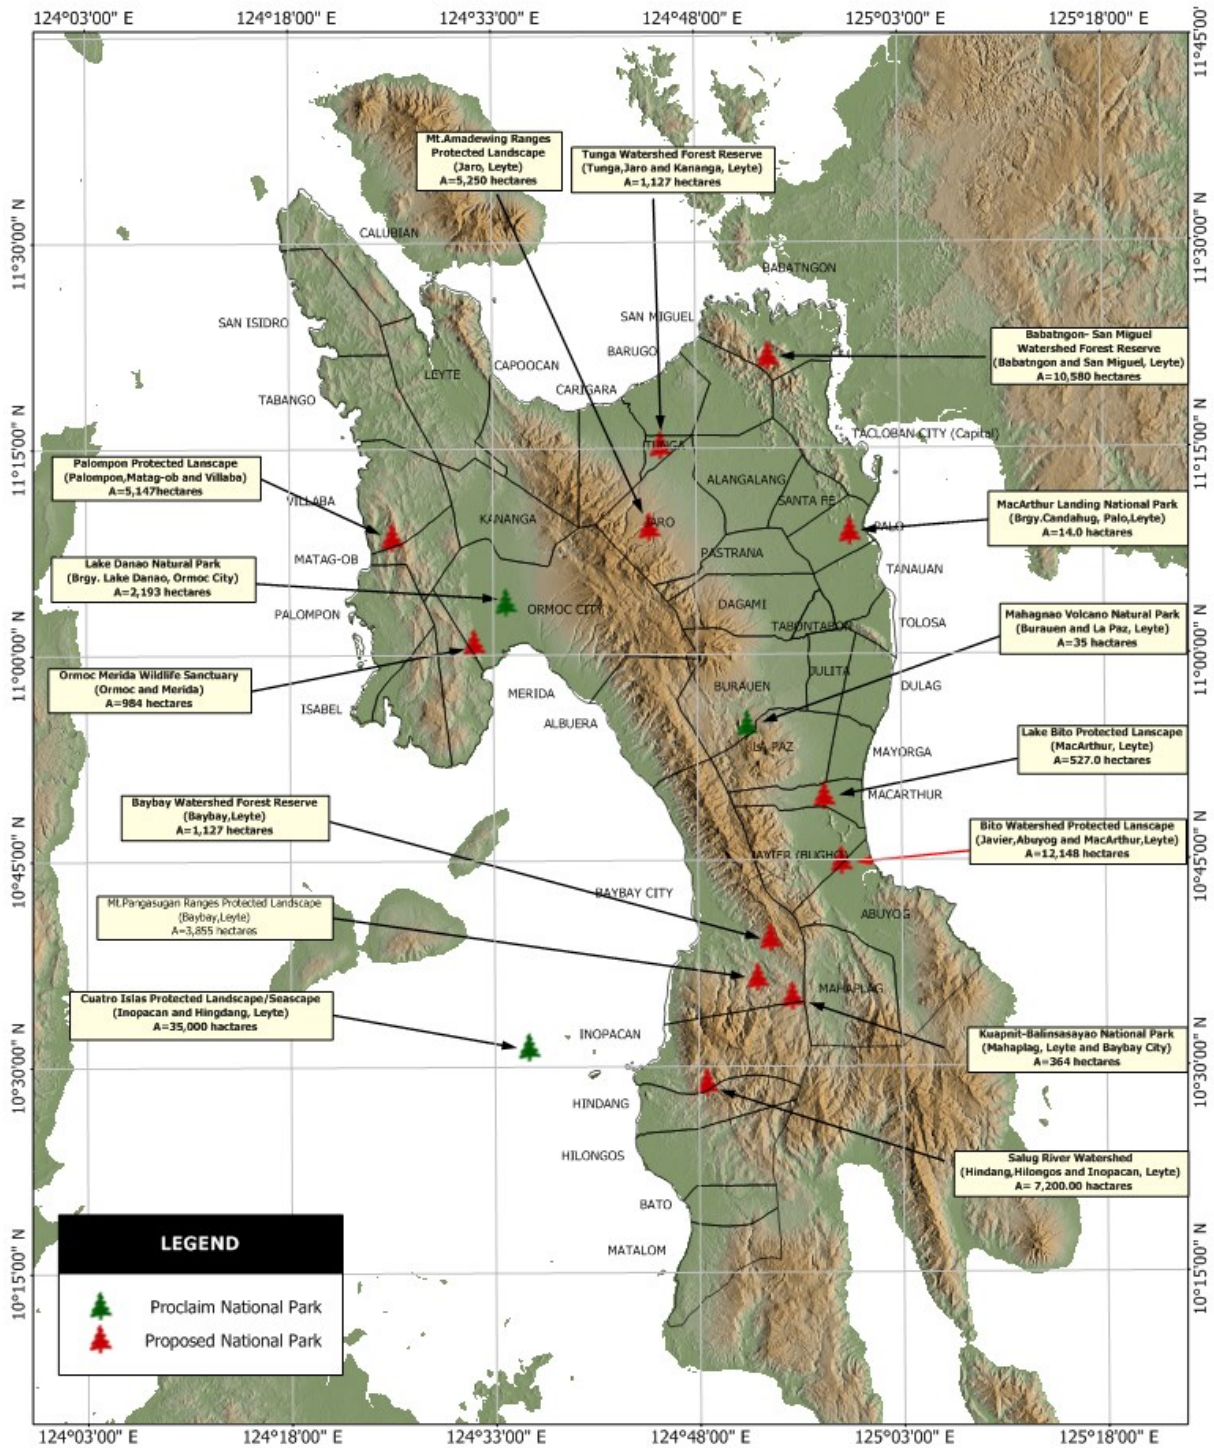 124°03'00" E
124°18'00" E
124°33'00" E
124°48'00" E
125°03'00" E
125°18'00" E
11°45'00'
Mt.Amadewing Ranges
Protected Landscape
(Jaro, Leyte)
A=5,250 hectares
Tunga Watershed Forest Reserve
(Tunga,Jaro and Kananga, Leyte)
A=1,127 hectares
11°30'00" N
11°30'00" N
CALUBIAN
BABATNGON
SAN ISIDRO
SAN MIGUEL
BARUGO
Babatngon- San Miguel
Watershed Forest Reserve
(Babatngon and San Miguel, Leyte)
A=10,580 hectares
CAPOOCAN
LEYTE
CARIGARA
TABANGO
TACLOBAN CITY (Capital)
TUNGA
11°15'00" N
11°15'00" N
Palompon Protected Lanscape
(Palompon,Matag-ob and Villaba)
A=5,147hectares
VILLABA
ALANGALANG
SANTA FE
MacArthur Landing National Park
(Brgy.Candahug, Palo,Leyte)
A=14.0 hectares
KANANGA
JARO
PALO
MATAG-OB
PASTRANA
TANAUAN
Lake Danao Natural Park
(Brgy. Lake Danao, Ormoc City)
A=2,193 hectares
PALOMPON
ORMOC CITY
DAGAMI
TABONTABON
TOLOSA
Mahagnao Volcano Natural Park
(Burauen and La Paz, Leyte)
A=35 hactares
11°00'00" N
11°00'00" N
Ormoc Merida Wildlife Sanctuary
(Ormoc and Merida)
A=984 hectares
JULITA
BURAUEN
DULAG
MERIDA
ISABEL
ALBUERA
LA PAZ
MAYORGA
Lake Bito Protected Lanscape
(MacArthur, Leyte)
A=527.0 hectares
MACARTHUR
Baybay Watershed Forest Reserve
(Baybay,Leyte)
A=1,127 hectares
Bito Watershed Protected Lanscape
(Javier,Abuyog and MacArthur,Leyte)
A=12,148 hectares
JAVIER (BUGHO)
10°45'00" N
10°45'00" N
BAYBAY CITY
Mt.Pangasugan Ranges Protected Landscape
(Baybay,Leyte)
A=3,855 hectares
ABUYOG
MAHAPLAG
Cuatro Islas Protected Landscape/Seascape
(Inopacan and Hingdang, Leyte)
A=35,000 hactares
INOPACAN
Kuapnit-Balinsasayao National Park
(Mahaplag, Leyte and Baybay City)
A=364 hectares
10°30'00" N
10°30'00" N
HINDANG
HILONGOS
Salug River Watershed
(Hindang,Hilongos and Inopacan, Leyte)
A= 7,200.00 hactares
BATO
MATALOM
10°15'00" N
10°15'00" N
LEGEND
Proclaim National Park
Proposed National Park
124°03'00" E
124°18'00" E
124°33'00" E
124°48'00" E
125°03'00" E
125°18'00" E